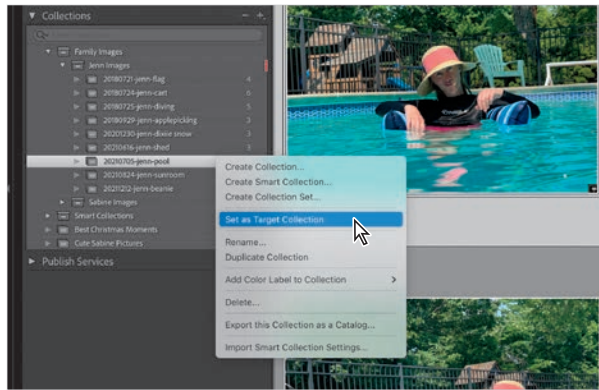 Collections
Family Images
Jenn Images
20180721-jenn-flag 4
20180724-jenn-cart 6
20180725-jenn-diving 5
20180929-jenn-applepicking 3
20201230-jenn-dixie snow 3
20210616-jenn-shed 3
20210705-jenn-pool
20210824-jenn-sunroom
20211212-jenn-beanie
Sabine Images
Smart Collections
Best Christmas Moments
Cute Sabine Pictures
Publish Services
Create Collection...
Create Smart Collection...
Create Collection Set...
Set as Target Collection
Rename...
Duplicate Collection
Add Color Label to Collection
Delete...
Export this Collection as a Catalog...
Import Smart Collection Settings...